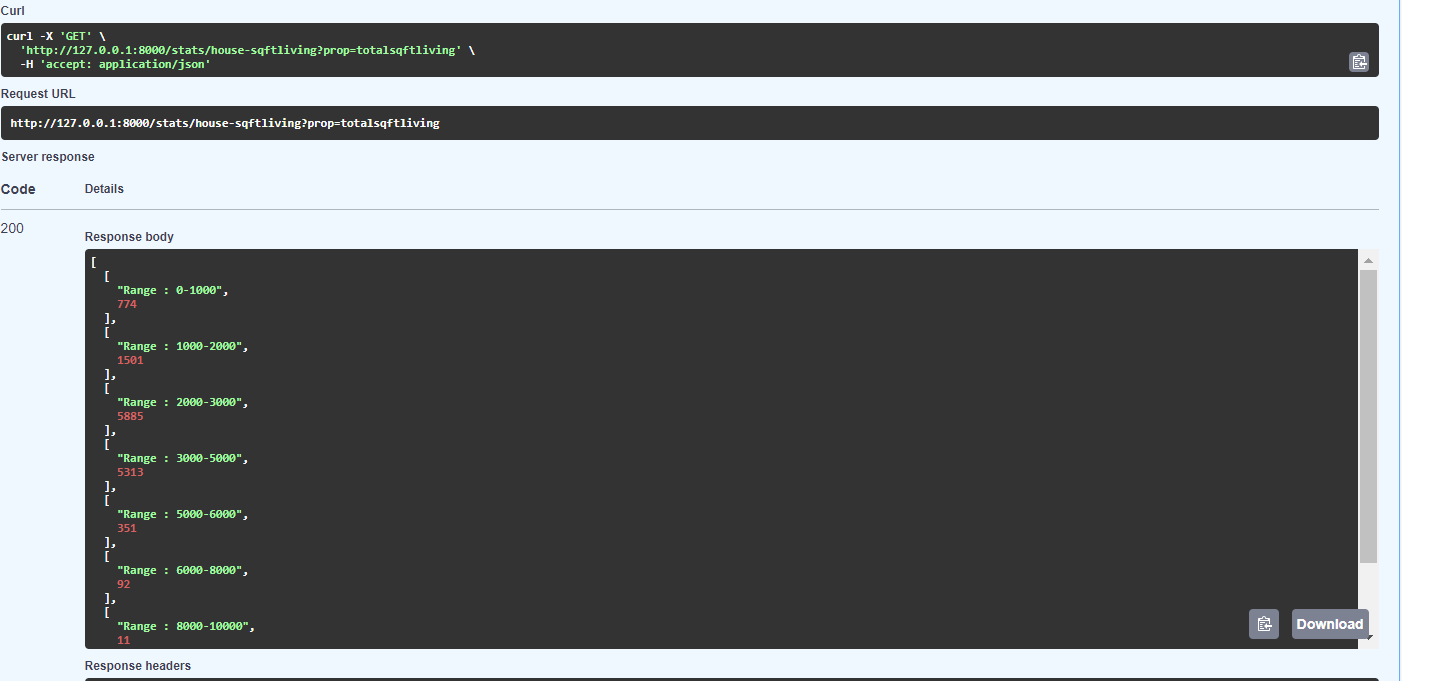 Curl
curl -X 'GET' \
  'http://127.0.0.1:8000/stats/house-sqftliving?prop=totalsqftliving' \
  -H 'accept: application/json'
Request URL
http://127.0.0.1:8000/stats/house-sqftliving?prop=totalsqftliving
Server response
Code Details
200
Response body
[
  [
    "Range : 0-1000",
    774
  ],
  [
    "Range : 1000-2000",
    1501
  ],
  [
    "Range : 2000-3000",
    5885
  ],
  [
    "Range : 3000-5000",
    5313
  ],
  [
    "Range : 5000-6000",
    351
  ],
  [
    "Range : 6000-8000",
    92
  ],
  [
    "Range : 8000-10000",
    11
Download
Response headers